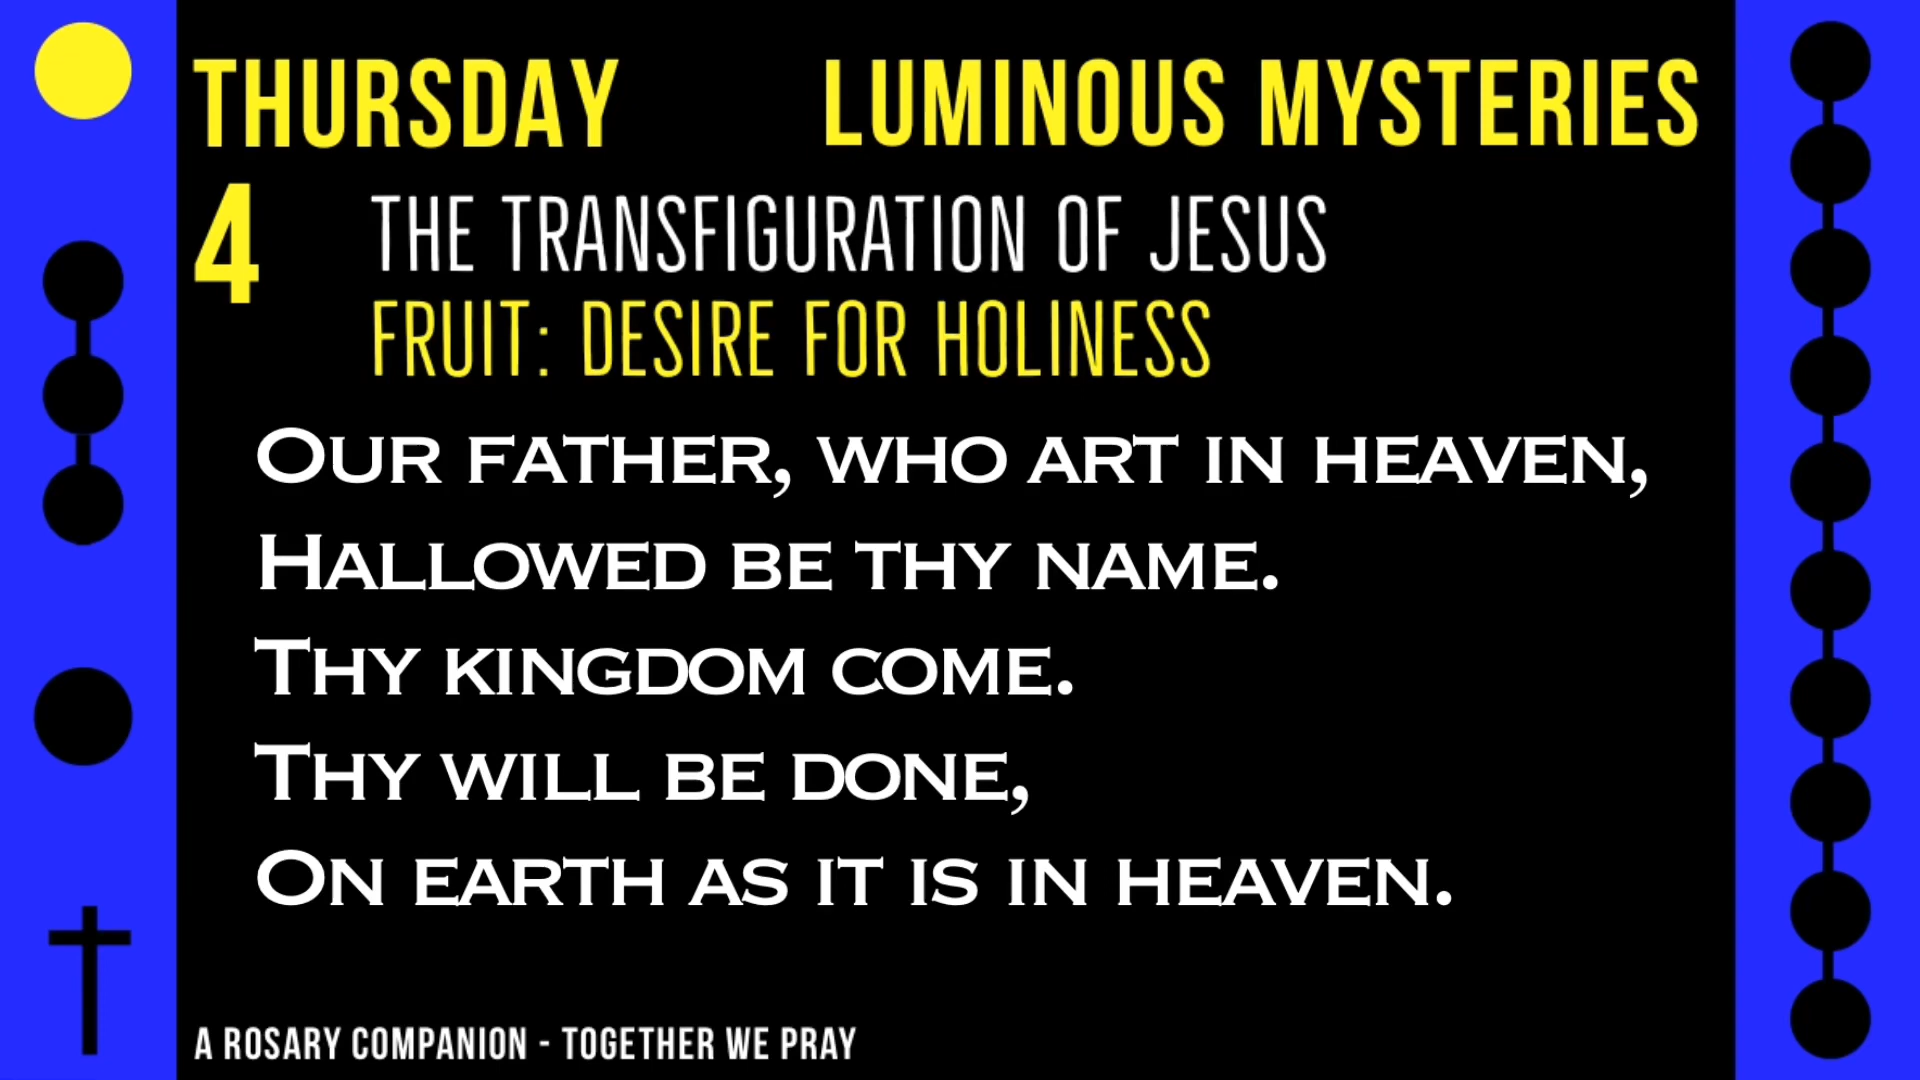 THURSDAY LUMINOUS MYSTERIES
4 THE TRANSFIGURATION OF JESUS
FRUIT: DESIRE FOR HOLINESS
OUR FATHER, WHO ART IN HEAVEN,
HALLOWED BE THY NAME.
THY KINGDOM COME.
THY WILL BE DONE,
ON EARTH AS IT IS IN HEAVEN.
A ROSARY COMPANION - TOGETHER WE PRAY